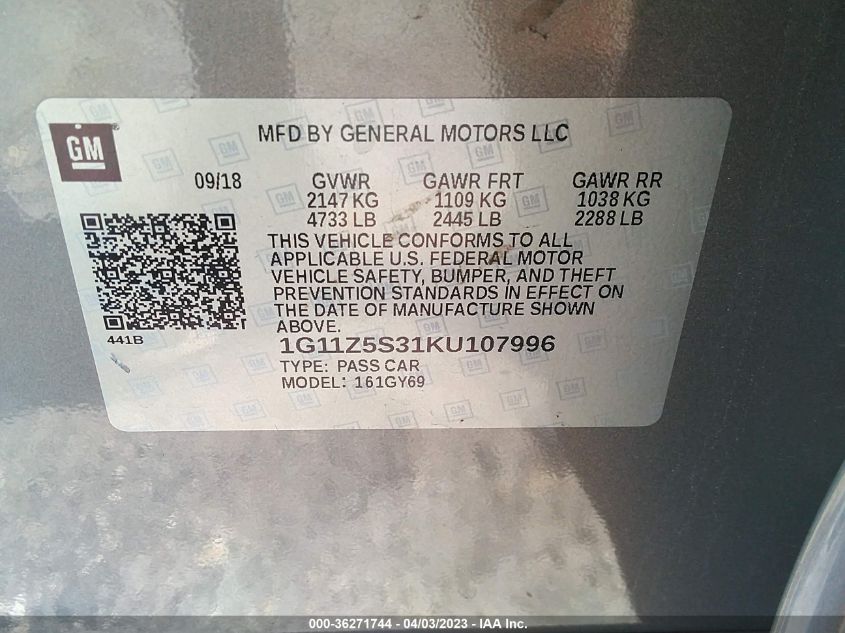 GM
MFD BY GENERAL MOTORS LLC
09/18 GVWR GAWR FRT GAWR RR
2147 KG 1109 KG 1038 KG
4733 LB 2445 LB 2288 LB
THIS VEHICLE CONFORMS TO ALL
APPLICABLE U.S. FEDERAL MOTOR
VEHICLE SAFETY, BUMPER, AND THEFT
PREVENTION STANDARDS IN EFFECT ON
THE DATE OF MANUFACTURE SHOWN
ABOVE.
441B
1G11Z5S31KU107996
TYPE: PASS CAR
MODEL: 161GY69
000-36271744 - 04/03/2023 - IAA Inc.